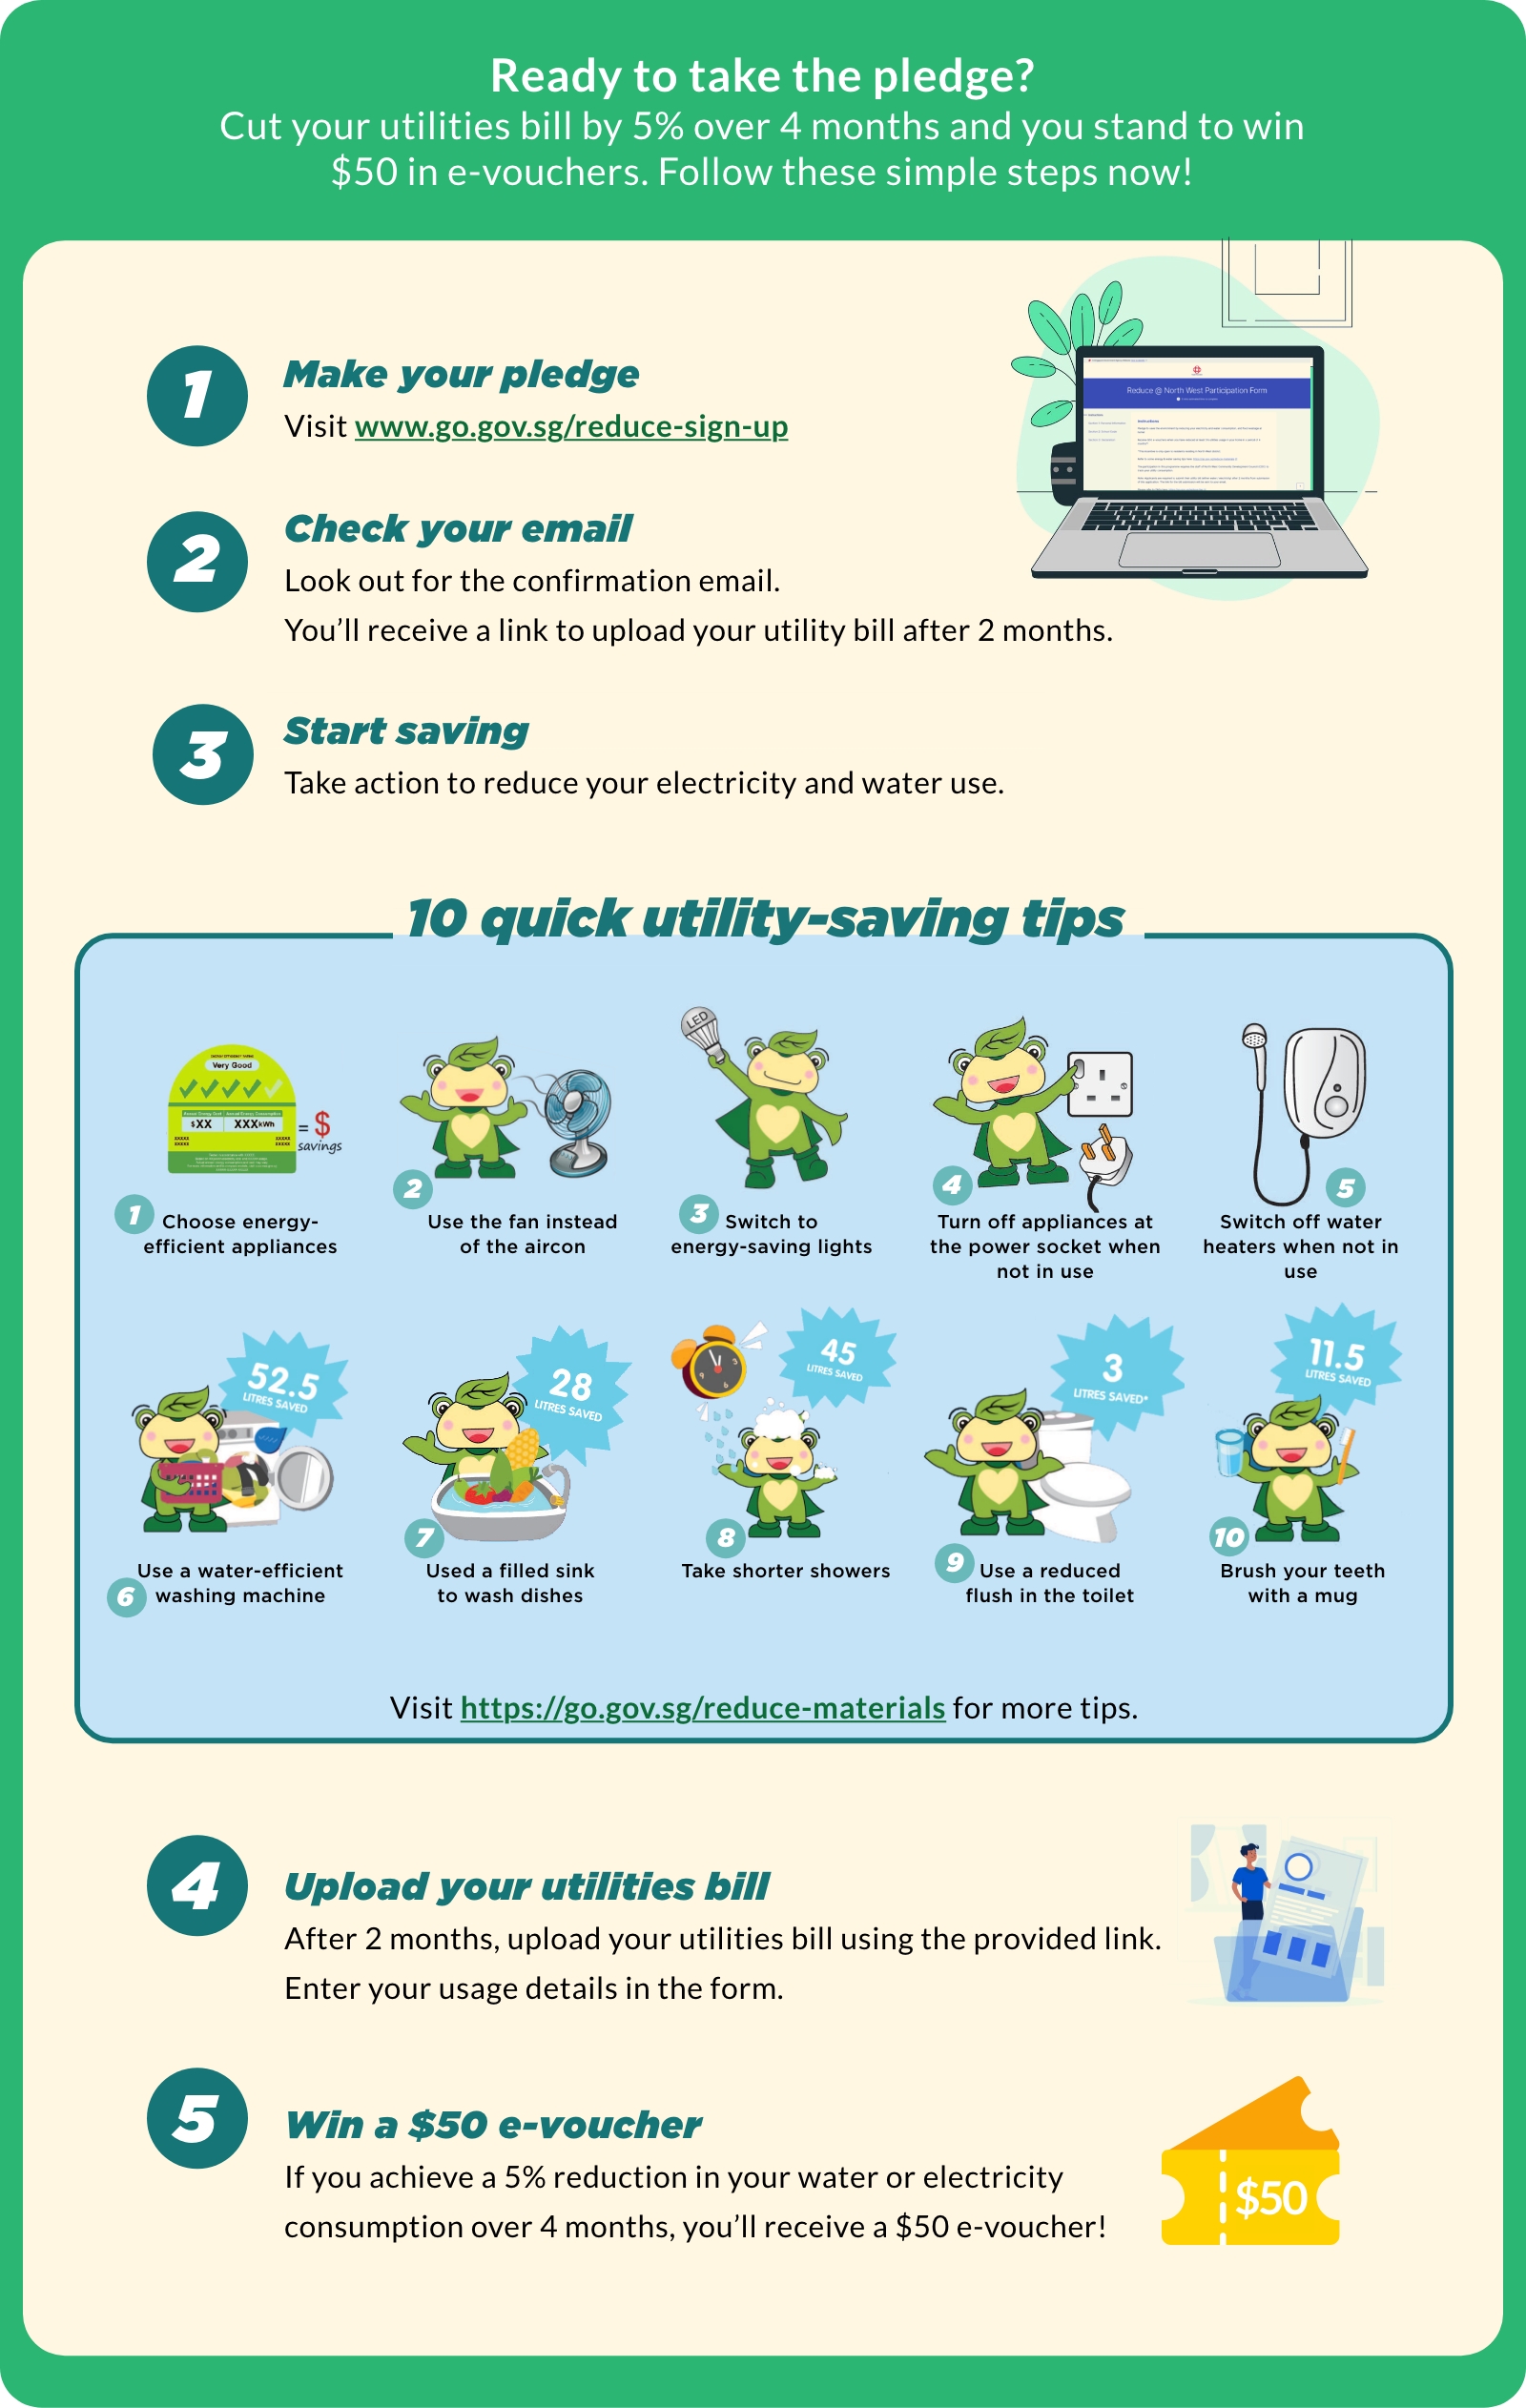 Ready to take the pledge?
Cut your utilities bill by 5% over 4 months and you stand to win
$50 in e-vouchers. Follow these simple steps now!
Reduce @ North West Participation Form
Instructions
1
Make your pledge
Visit www.go.gov.sg/reduce-sign-up
2
Check your email
Look out for the confirmation email.
You’ll receive a link to upload your utility bill after 2 months.
3
Start saving
Take action to reduce your electricity and water use.
10 quick utility-saving tips
Very Good
$XX XXXkWh
= $
savings
1 Choose energy-
efficient appliances
2
Use the fan instead
of the aircon
LED
3 Switch to
energy-saving lights
4
Turn off appliances at
the power socket when
not in use
5
Switch off water
heaters when not in
use
52.5
LITRES SAVED
Use a water-efficient
6 washing machine
28
LITRES SAVED
7
Used a filled sink
to wash dishes
45
LITRES SAVED
8
Take shorter showers
3
LITRES SAVED*
9 Use a reduced
flush in the toilet
11.5
LITRES SAVED
10
Brush your teeth
with a mug
Visit https://go.gov.sg/reduce-materials for more tips.
4
Upload your utilities bill
After 2 months, upload your utilities bill using the provided link.
Enter your usage details in the form.
5
Win a $50 e-voucher
If you achieve a 5% reduction in your water or electricity
consumption over 4 months, you’ll receive a $50 e-voucher!
$50